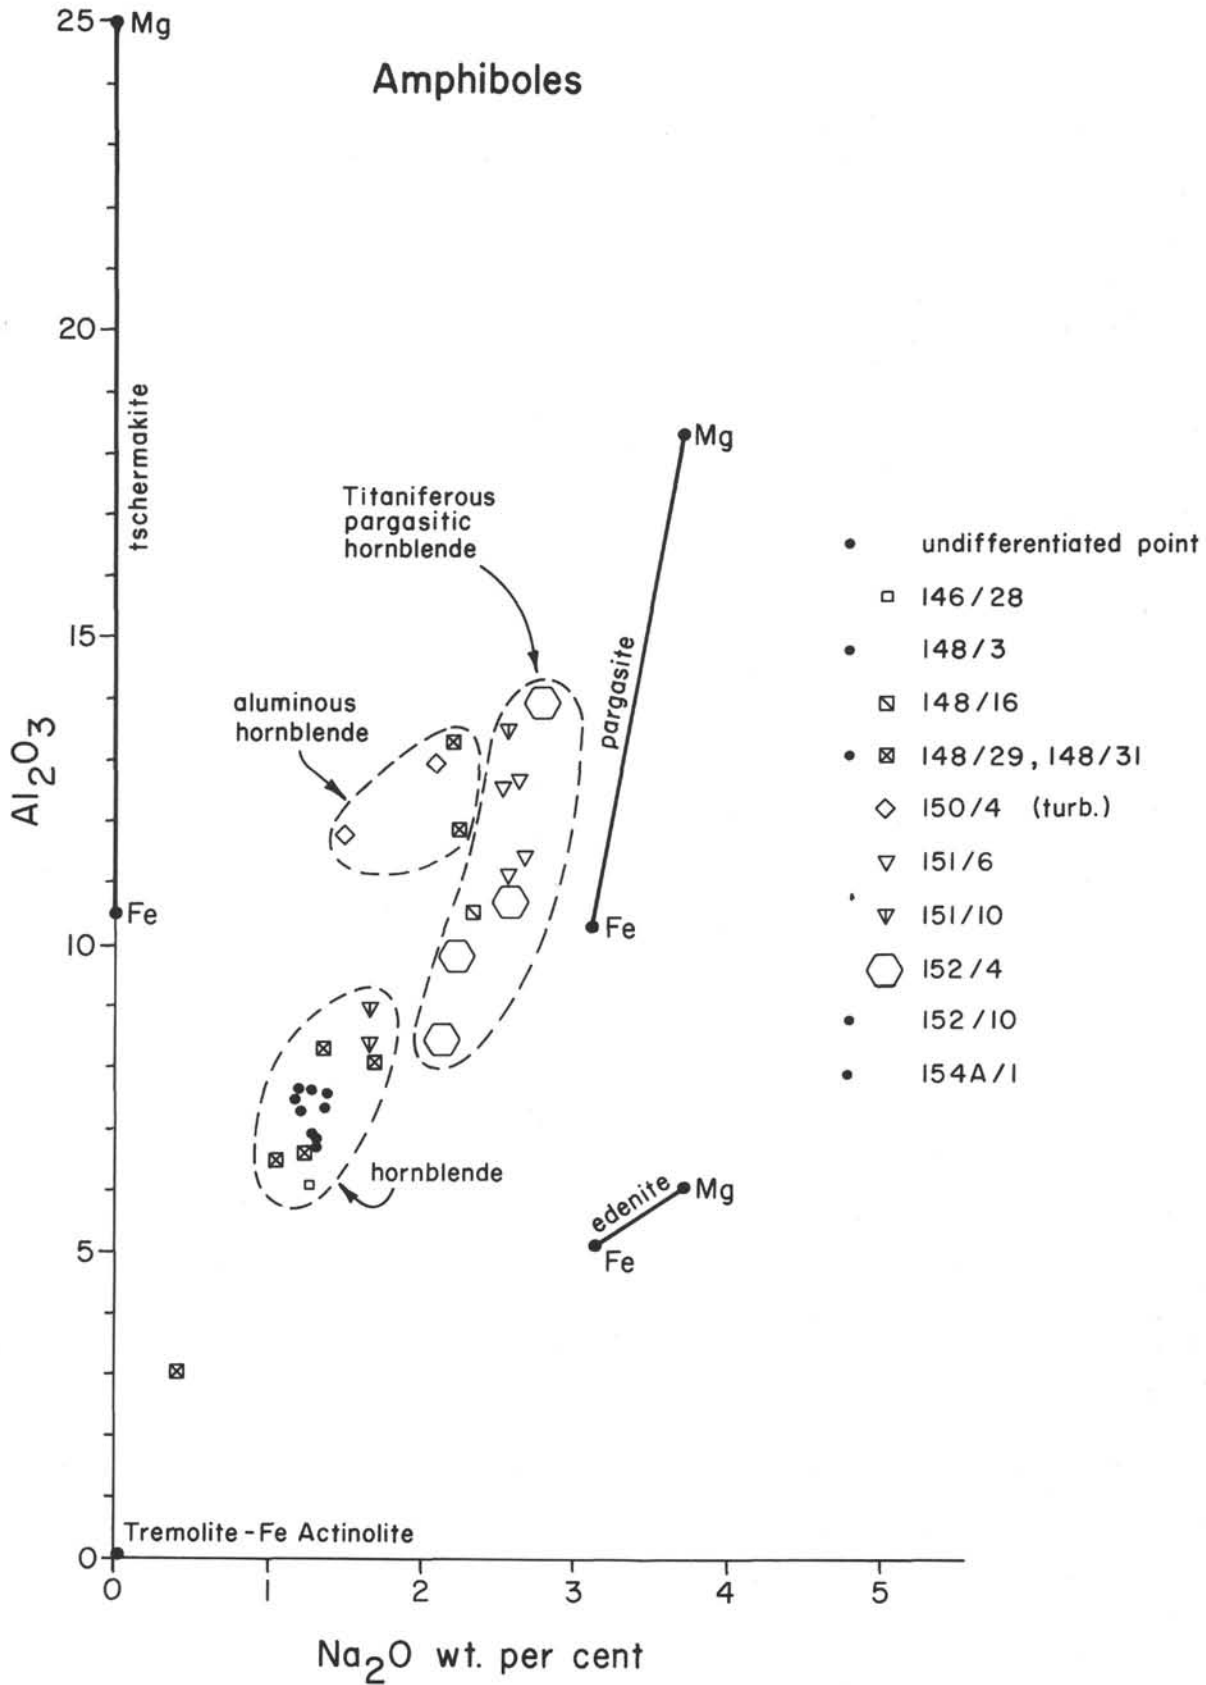 Amphiboles
25
Mg
20
tschermakite
Mg
Titaniferous
pargasitic
hornblende
15
pargasite
aluminous
hornblende
Al2O3
Fe
Fe
10
hornblende
edenite
Mg
5
Fe
Tremolite - Fe Actinolite
0
0 1 2 3 4 5
Na2O wt. per cent
undifferentiated point
146/28
148/3
148/16
148/29, 148/31
150/4 (turb.)
151/6
151/10
152/4
152/10
154A/1